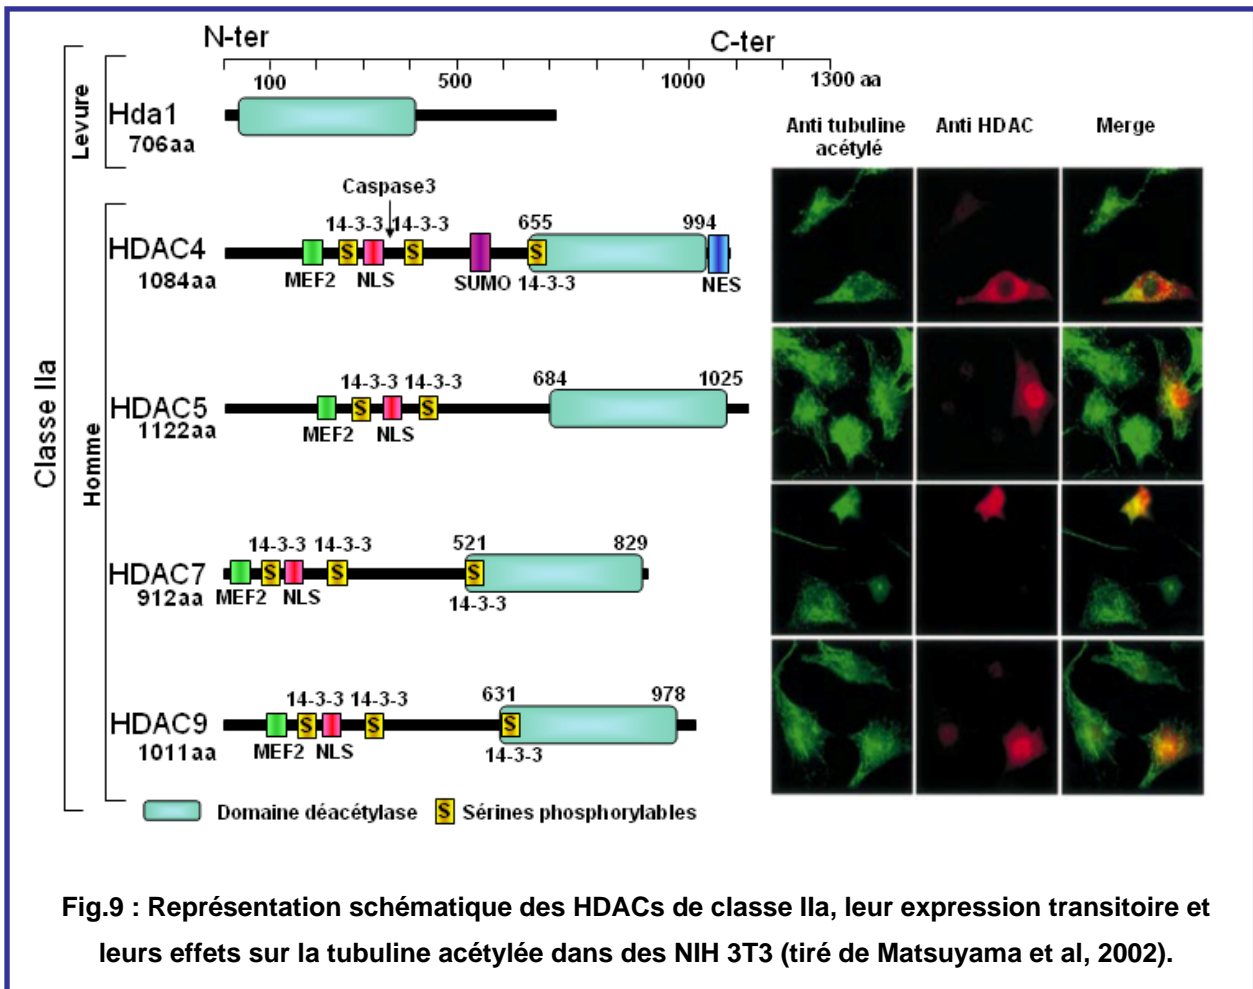 N-ter
C-ter
100
500
1000
1300 aa
Levure
Hda1
706aa
Anti tubuline
acétylé
Anti HDAC
Merge
Classe IIa
Homme
Caspase3
14-3-3
14-3-3
655
994
HDAC4
1084aa
S
S
S
MEF2
NLS
SUMO
14-3-3
NES
14-3-3
14-3-3
684
1025
HDAC5
1122aa
S
S
MEF2
NLS
14-3-3
14-3-3
521
829
HDAC7
912aa
S
S
S
MEF2
NLS
14-3-3
14-3-3
14-3-3
631
978
HDAC9
1011aa
S
S
S
MEF2
NLS
14-3-3
Domaine déacétylase
S
Sérines phosphorylables
Fig.9 : Représentation schématique des HDACs de classe IIa, leur expression transitoire et
leurs effets sur la tubuline acétylée dans des NIH 3T3 (tiré de Matsuyama et al, 2002).